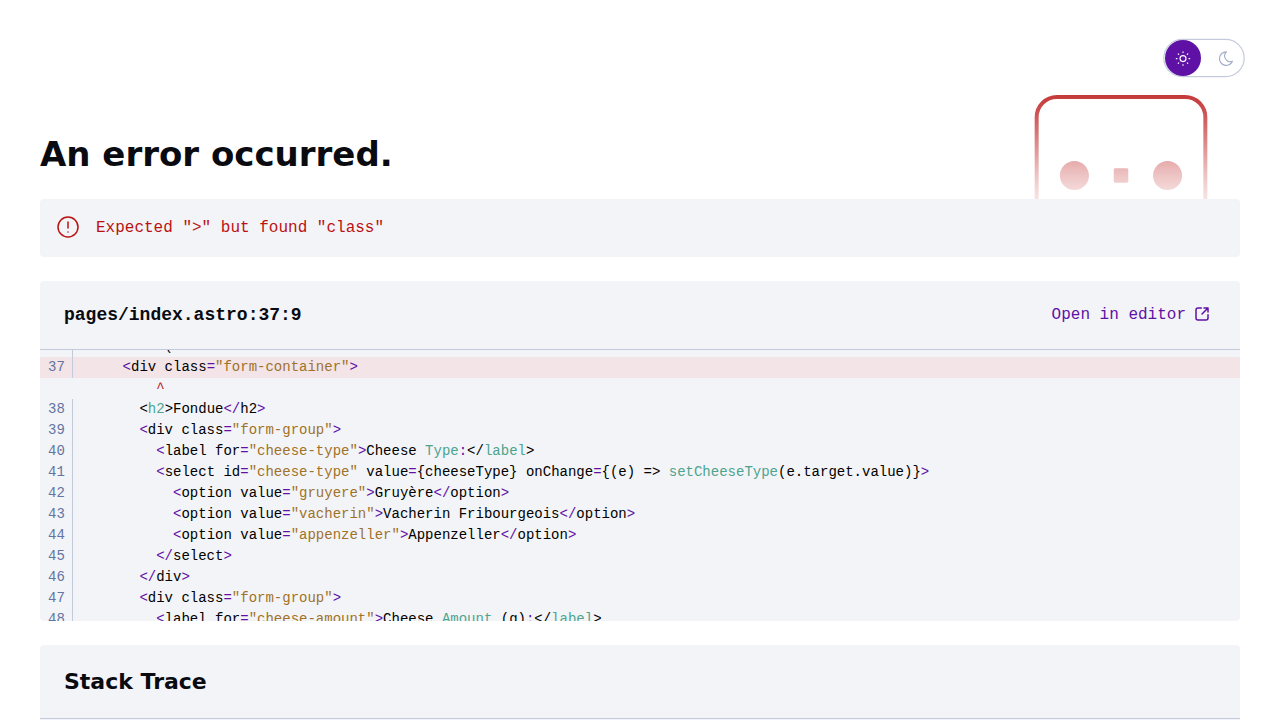 An error occurred.
Expected ">" but found "class"
pages/index.astro:37:9
Open in editor
37 <div class="form-container">
^
38 <h2>Fondue</h2>
39 <div class="form-group">
40 <label for="cheese-type">Cheese Type:</label>
41 <select id="cheese-type" value={cheeseType} onChange={(e) => setCheeseType(e.target.value)}>
42 <option value="gruyere">Gruyère</option>
43 <option value="vacherin">Vacherin Fribourgeois</option>
44 <option value="appenzeller">Appenzeller</option>
45 </select>
46 </div>
47 <div class="form-group">
48 <label for="cheese-amount">Cheese Amount (g):</label>
Stack Trace